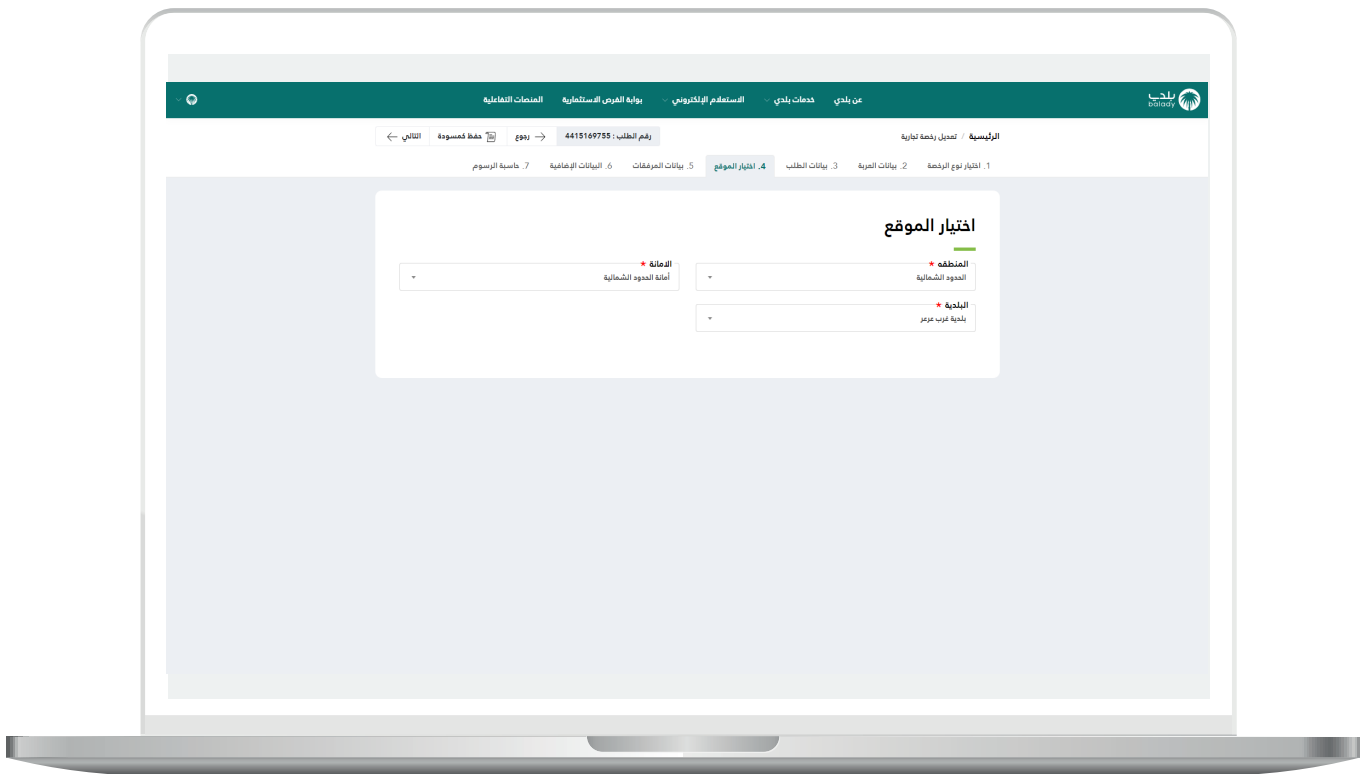 بلدي
balady
عن بلدي خدمات بلدي الاستعلام الإلكتروني بوابة الفرص الاستثمارية المنصات التفاعلية
الرئيسية / تعديل رخصة تجارية
رقم الطلب : 4415169755 رجوع حفظ كمسودة التالي
1. اختيار نوع الرخصة 2. بيانات العربة 3. بيانات الطلب 4. اختيار الموقع 5. بيانات المرفقات 6. البيانات الإضافية 7. حاسبة الرسوم
اختيار الموقع
المنطقه * الامانة *
الحدود الشمالية أمانة الحدود الشمالية
البلدية *
بلدية غرب عرعر